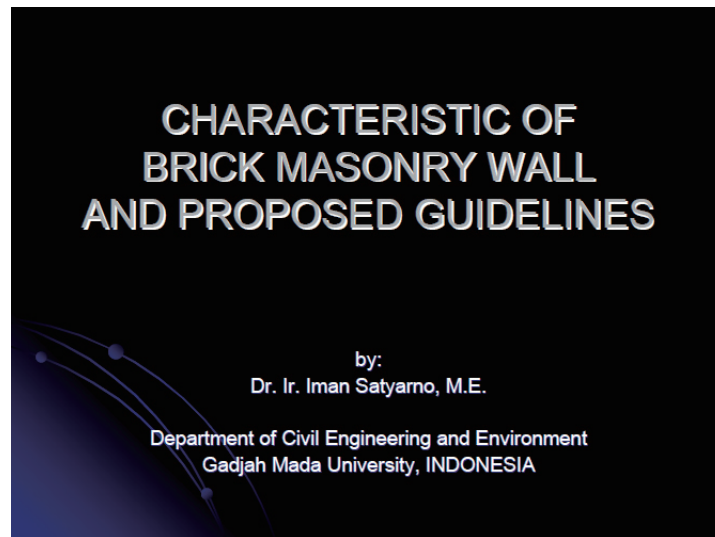 CHARACTERISTIC OF
BRICK MASONRY WALL
AND PROPOSED GUIDELINES
by:
Dr. Ir. Iman Satyarno, M.E.
Department of Civil Engineering and Environment
Gadjah Mada University, INDONESIA